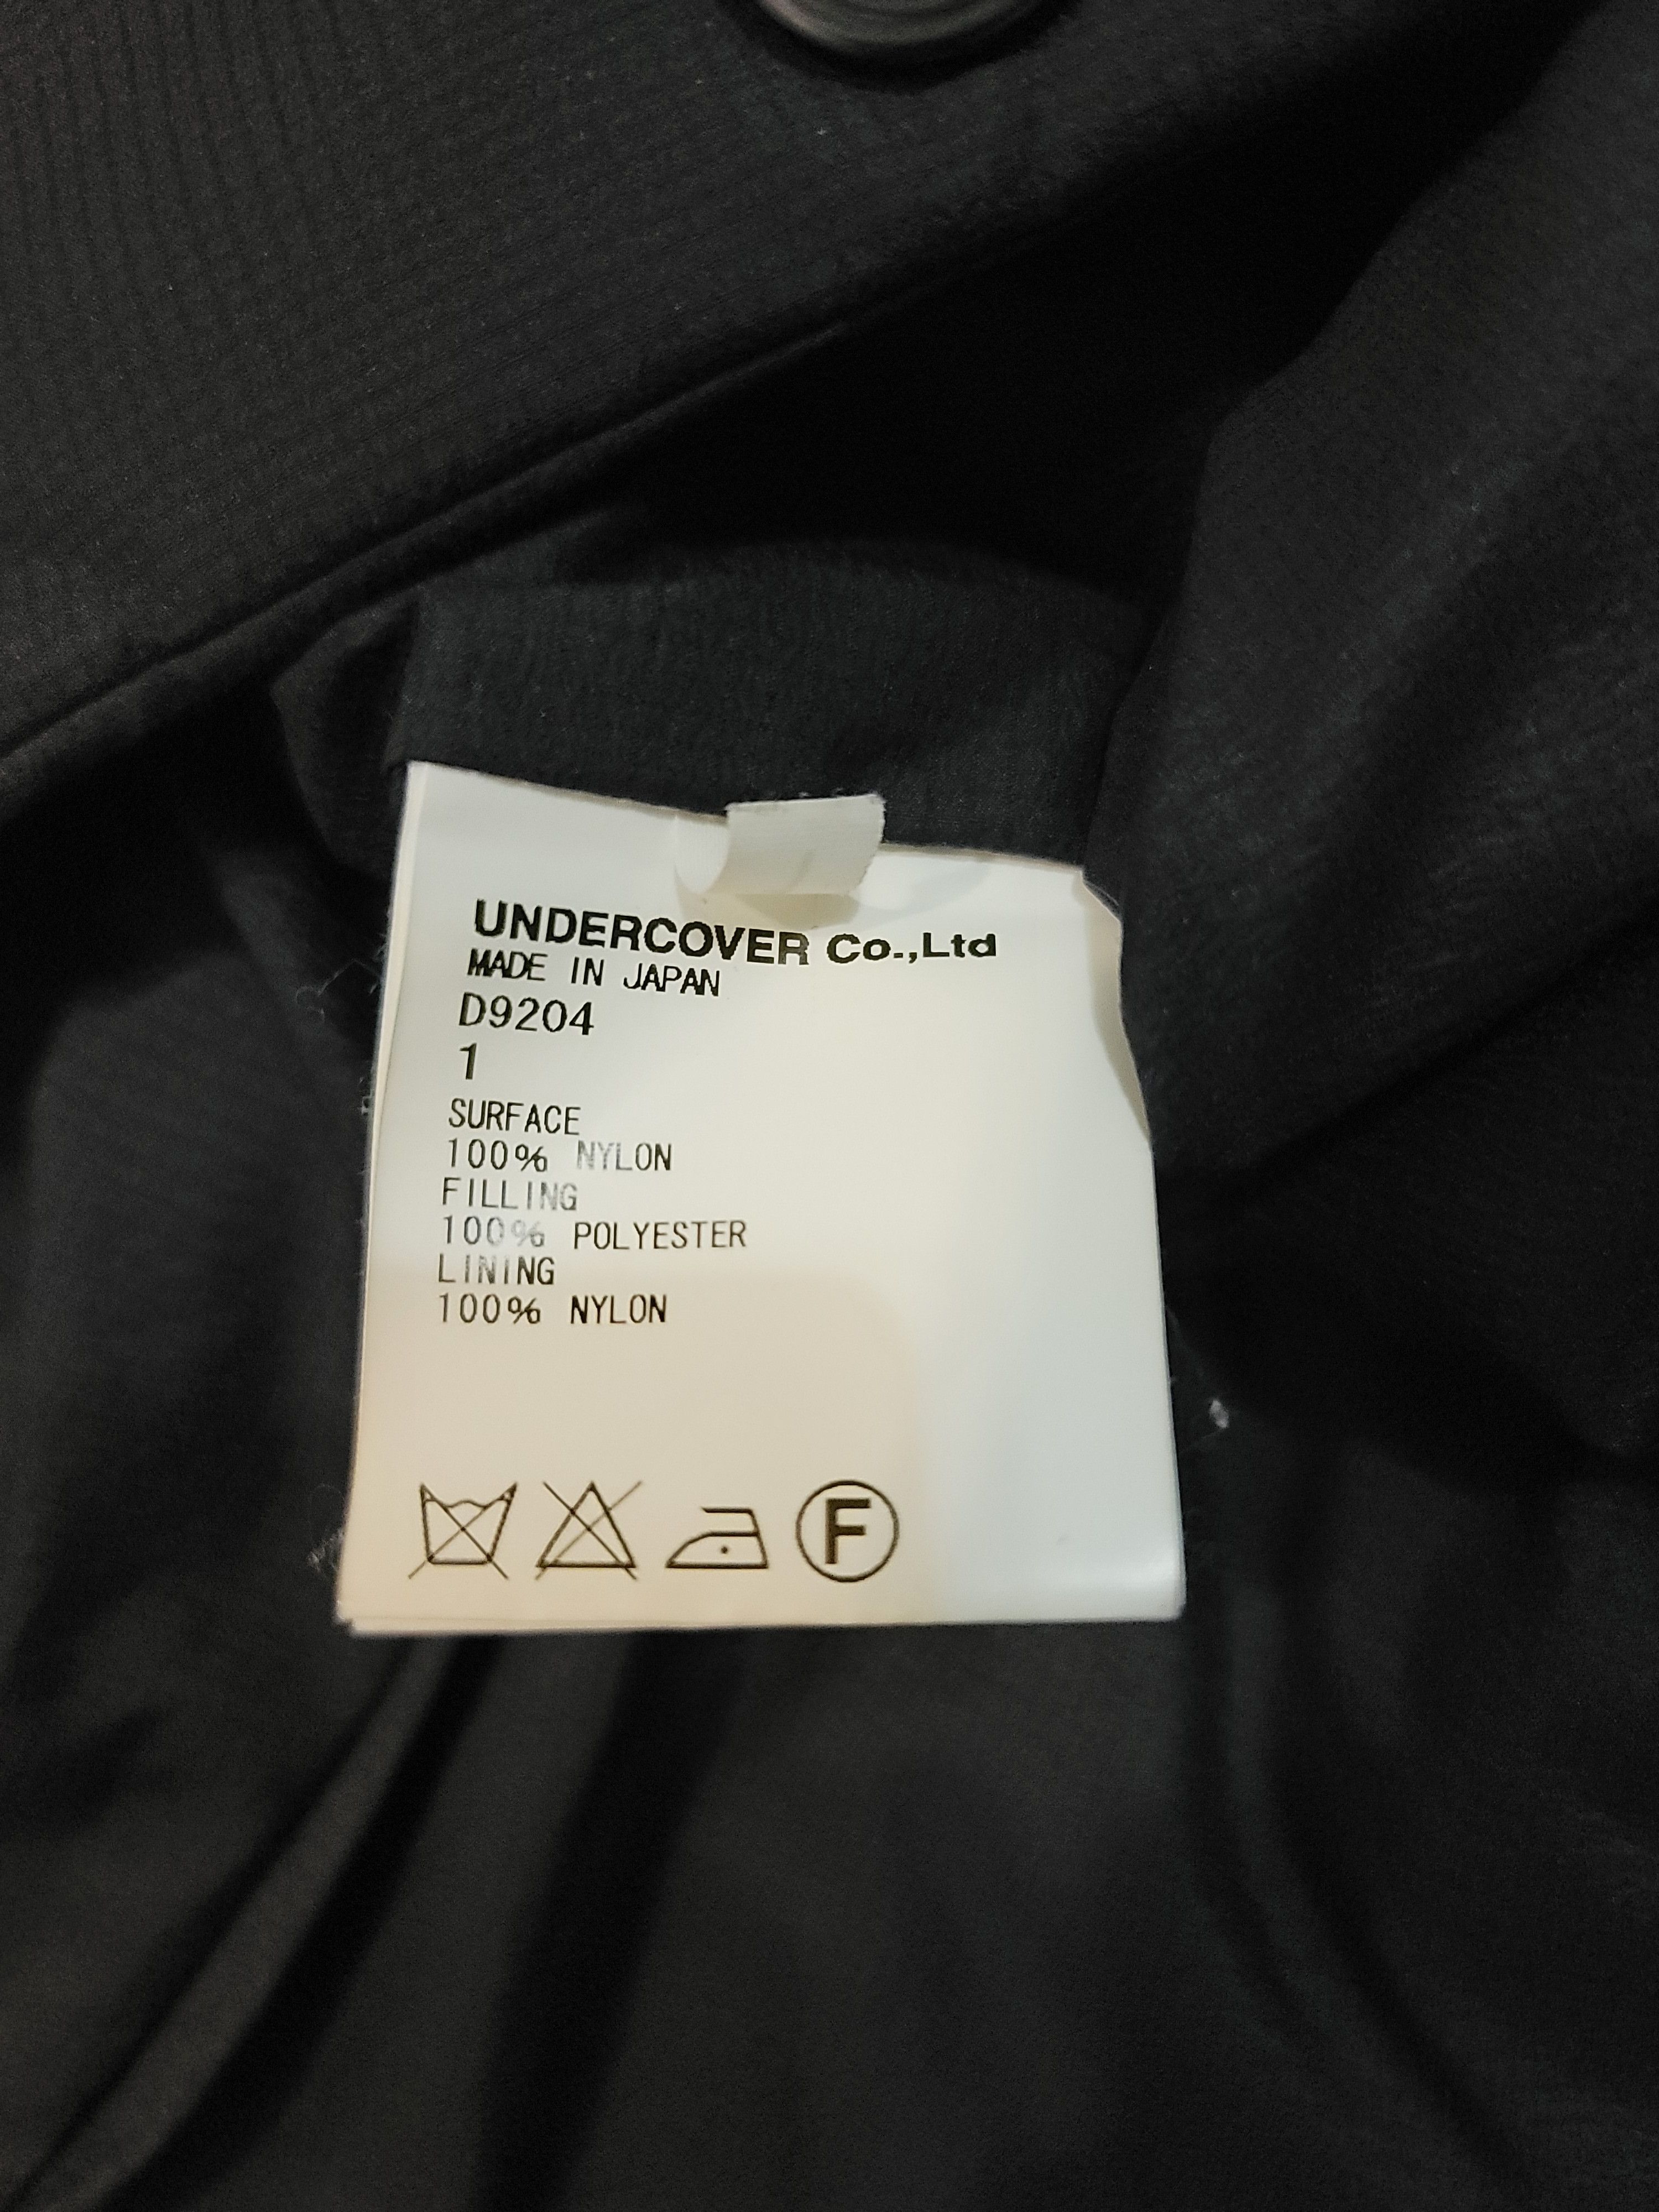 UNDERCOVER Co.,Ltd
MADE IN JAPAN
D9204
1
SURFACE
100% NYLON
FILLING
100% POLYESTER
LINING
100% NYLON
F